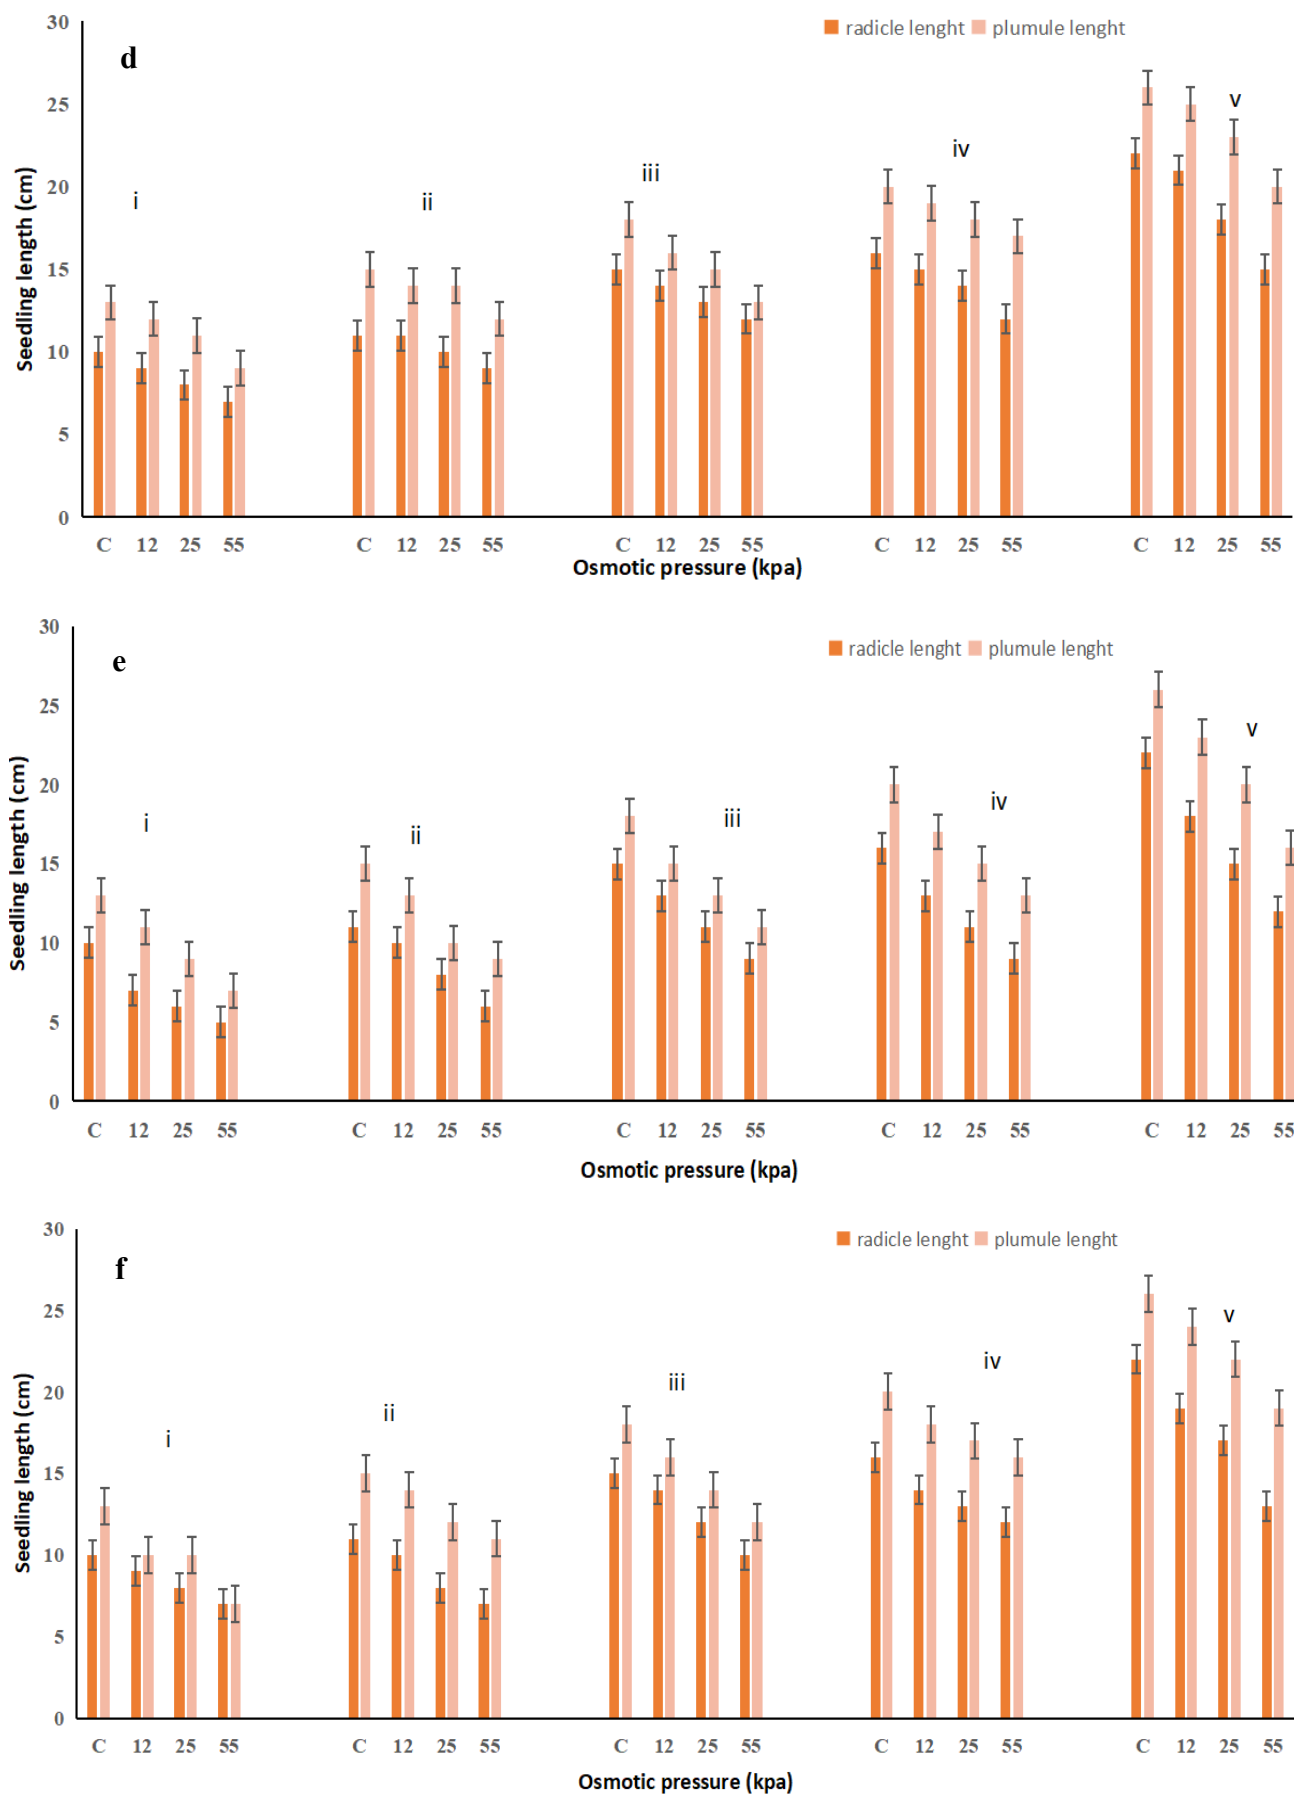 30
radicle lenght plumule lenght
d
25
v
iv
iii
20
i
ii
15
10
5
0
Seedling length (cm)
C 12 25 55 C 12 25 55 C 12 25 55 C 12 25 55 C 12 25 55
Osmotic pressure (kpa)
30
radicle lenght plumule lenght
e
25
v
20
iv
iii
i
ii
15
10
5
0
Seedling length (cm)
C 12 25 55 C 12 25 55 C 12 25 55 C 12 25 55 C 12 25 55
Osmotic pressure (kpa)
30
radicle lenght plumule lenght
f
25
v
iv
20
iii
ii
i
15
10
5
0
Seedling length (cm)
C 12 25 55 C 12 25 55 C 12 25 55 C 12 25 55 C 12 25 55
Osmotic pressure (kpa)